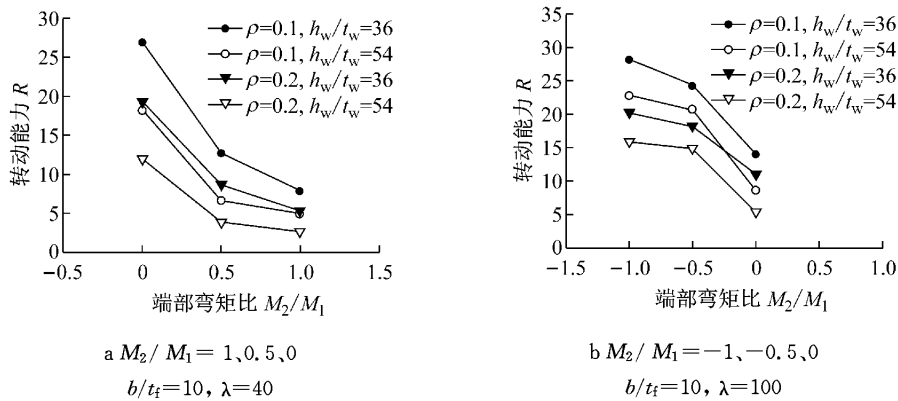 30
25
20
15
10
5
0
转动能力 R
ρ=0.1, hw/tw=36
ρ=0.1, hw/tw=54
ρ=0.2, hw/tw=36
ρ=0.2, hw/tw=54
−0.5 0 0.5 1.0 1.5
端部弯矩比 M2/M1
a M2/ M1= 1、0.5、0
b/tf=10, λ=40
35
30
25
20
15
10
5
0
转动能力 R
ρ=0.1, hw/tw=36
ρ=0.1, hw/tw=54
ρ=0.2, hw/tw=36
ρ=0.2, hw/tw=54
−1.5 −1.0 −0.5 0 0.5 1.0
端部弯矩比 M2/M1
b M2/ M1=−1、−0.5、0
b/tf=10, λ=100